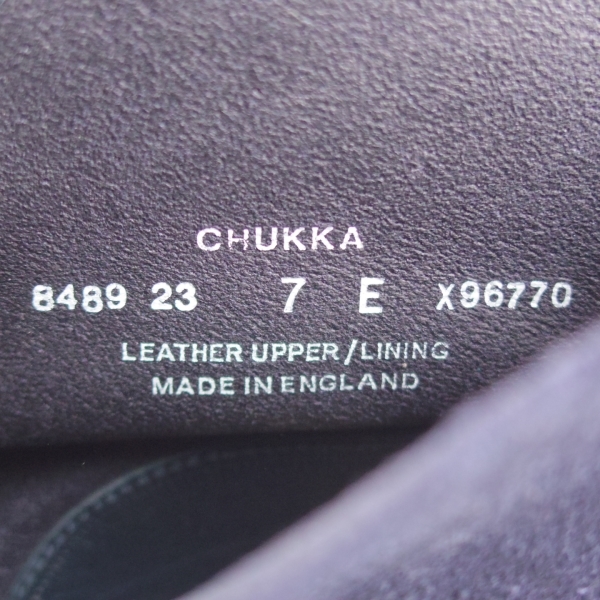 CHUKKA
8489 23 7 E X96770
LEATHER UPPER/LINING
MADE IN ENGLAND